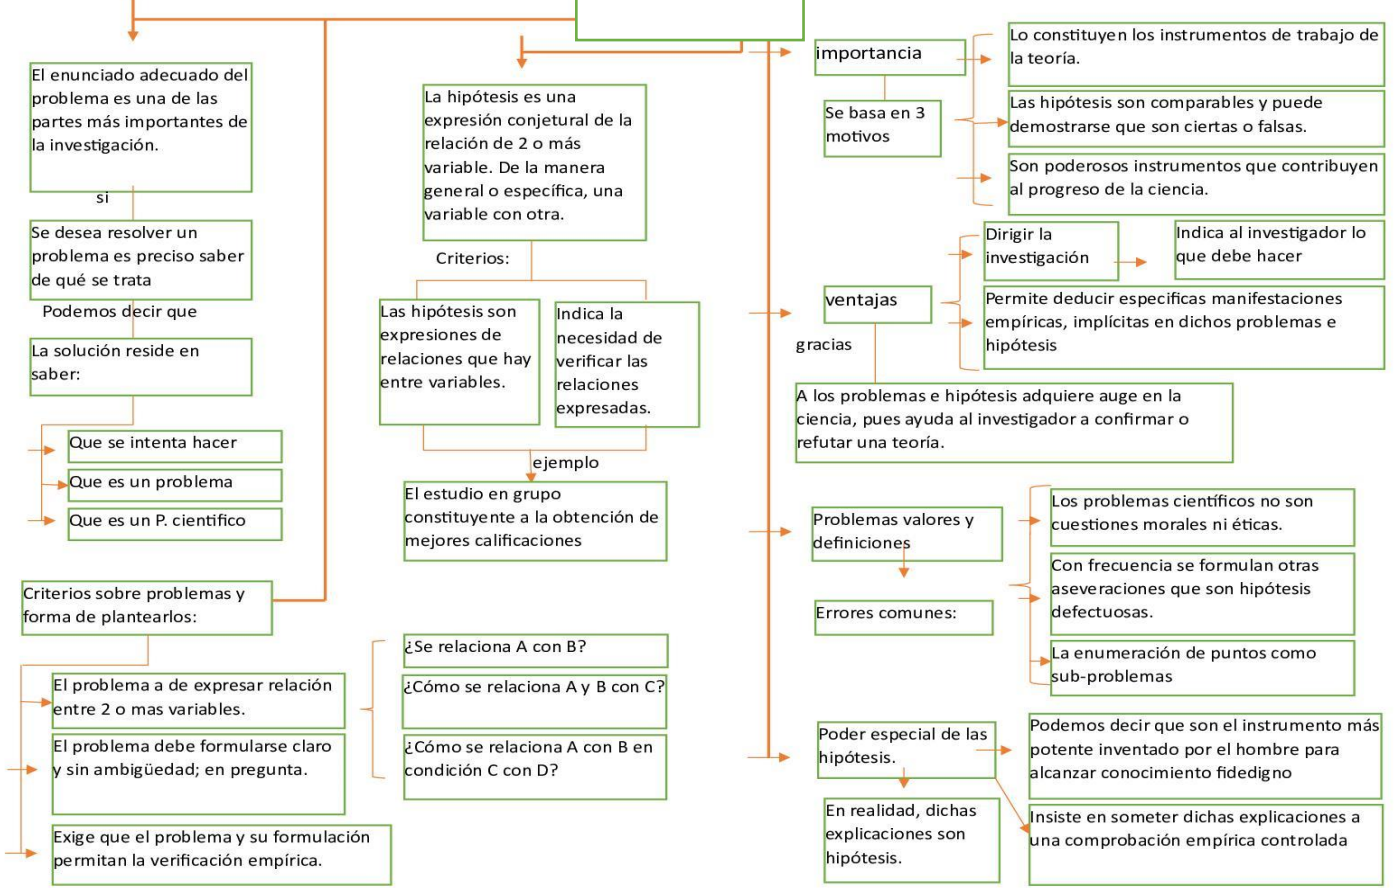 El enunciado adecuado del
problema es una de las
partes más importantes de
la investigación.
si
Se desea resolver un
problema es preciso saber
de qué se trata
Podemos decir que
La solución reside en
saber:
Que se intenta hacer
Que es un problema
Que es un P. cientifico
Criterios sobre problemas y
forma de plantearlos:
El problema a de expresar relación
entre 2 o mas variables.
El problema debe formularse claro
y sin ambigüedad; en pregunta.
Exige que el problema y su formulación
permitan la verificación empírica.
¿Se relaciona A con B?
¿Cómo se relaciona A y B con C?
¿Cómo se relaciona A con B en
condición C con D?
La hipótesis es una
expresión conjetural de la
relación de 2 o más
variable. De la manera
general o específica, una
variable con otra.
Criterios:
Las hipótesis son
expresiones de
relaciones que hay
entre variables.
Indica la
necesidad de
verificar las
relaciones
expresadas.
ejemplo
El estudio en grupo
constituyente a la obtención de
mejores calificaciones
importancia
Se basa en 3
motivos
Lo constituyen los instrumentos de trabajo de
la teoría.
Las hipótesis son comparables y puede
demostrarse que son ciertas o falsas.
Son poderosos instrumentos que contribuyen
al progreso de la ciencia.
ventajas
Dirigir la
investigación
Indica al investigador lo
que debe hacer
Permite deducir especificas manifestaciones
empíricas, implícitas en dichos problemas e
hipótesis
gracias
A los problemas e hipótesis adquiere auge en la
ciencia, pues ayuda al investigador a confirmar o
refutar una teoría.
Problemas valores y
definiciones
Errores comunes:
Los problemas científicos no son
cuestiones morales ni éticas.
Con frecuencia se formulan otras
aseveraciones que son hipótesis
defectuosas.
La enumeración de puntos como
sub-problemas
Poder especial de las
hipótesis.
Podemos decir que son el instrumento más
potente inventado por el hombre para
alcanzar conocimiento fidedigno
En realidad, dichas
explicaciones son
hipótesis.
Insiste en someter dichas explicaciones a
una comprobación empírica controlada